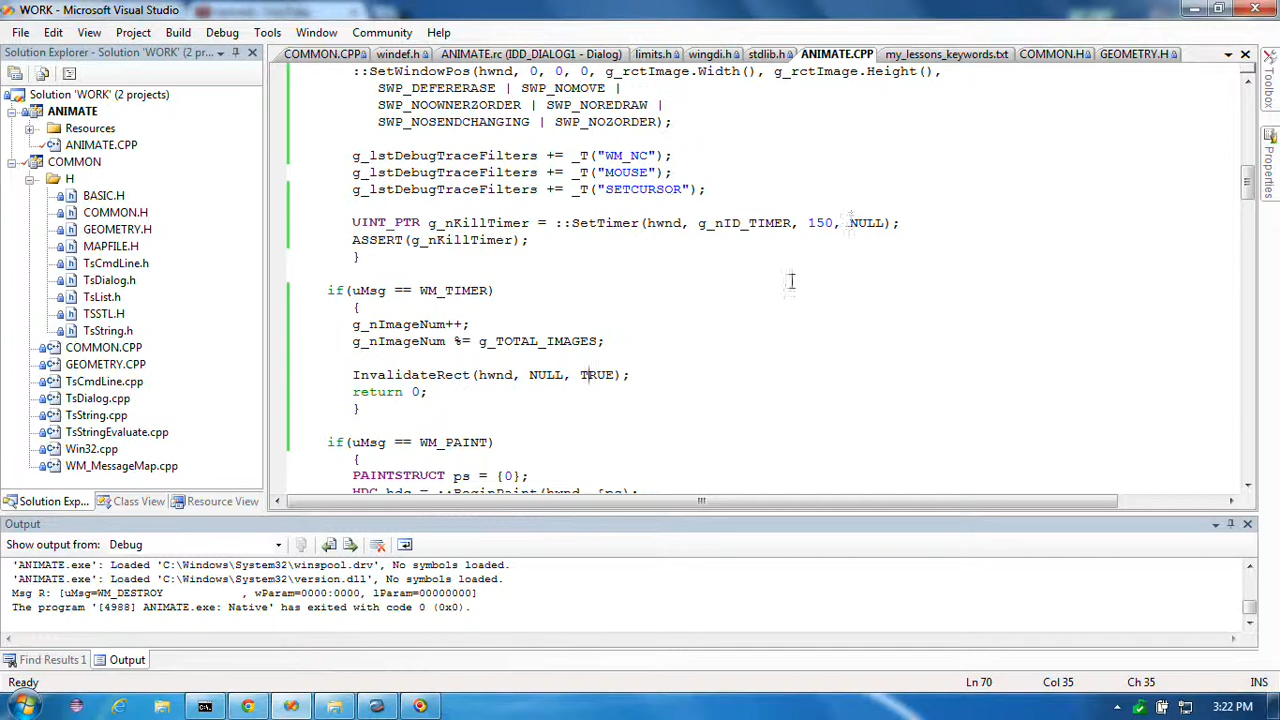 WORK - Microsoft Visual Studio
File Edit View Project Build Debug Tools Window Community Help
Solution Explorer - Solution 'WORK' (2 pr...
COMMON.CPP windef.h ANIMATE.rc (IDD_DIALOG1 - Dialog) limits.h wingdi.h stdlib.h ANIMATE.CPP my_lessons_keywords.txt COMMON.H GEOMETRY.H
Solution 'WORK' (2 projects)
ANIMATE
Resources
ANIMATE.CPP
COMMON
H
BASIC.H
COMMON.H
GEOMETRY.H
MAPFILE.H
TsCmdLine.h
TsDialog.h
TsList.h
TSSTL.H
TsString.h
COMMON.CPP
GEOMETRY.CPP
TsCmdLine.cpp
TsDialog.cpp
TsString.cpp
TsStringEvaluate.cpp
Win32.cpp
WM_MessageMap.cpp
Solution Exp... Class View Resource View
::SetWindowPos(hwnd, 0, 0, 0, g_rctImage.Width(), g_rctImage.Height(),
SWP_DEFERERASE | SWP_NOMOVE |
SWP_NOOWNERZORDER | SWP_NOREDRAW |
SWP_NOSENDCHANGING | SWP_NOZORDER);
g_lstDebugTraceFilters += _T("WM_NC");
g_lstDebugTraceFilters += _T("MOUSE");
g_lstDebugTraceFilters += _T("SETCURSOR");
UINT_PTR g_nKillTimer = ::SetTimer(hwnd, g_nID_TIMER, 150, NULL);
ASSERT(g_nKillTimer);
}
if(uMsg == WM_TIMER)
{
g_nImageNum++;
g_nImageNum %= g_TOTAL_IMAGES;
InvalidateRect(hwnd, NULL, TRUE);
return 0;
}
if(uMsg == WM_PAINT)
{
PAINTSTRUCT ps = {0};
HDC hdc = ::BeginPaint(hwnd, &ps);
Toolbox
Properties
Output
Show output from: Debug
'ANIMATE.exe': Loaded 'C:\Windows\System32\winspool.drv', No symbols loaded.
'ANIMATE.exe': Loaded 'C:\Windows\System32\version.dll', No symbols loaded.
Msg R: [uMsg=WM_DESTROY , wParam=0000:0000, lParam=00000000]
The program '[4988] ANIMATE.exe: Native' has exited with code 0 (0x0).
Find Results 1 Output
Ready Ln 70 Col 35 Ch 35 INS
3:22 PM